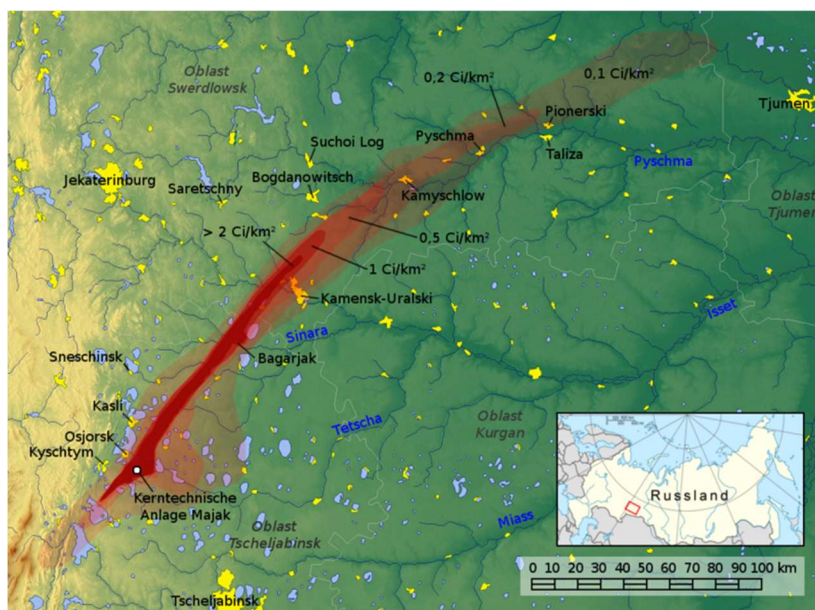 Oblast
Swerdlowsk
0,2 Ci/km²
0,1 Ci/km²
Tjumen
Pionerski
Suchoi Log
Pyschma
Taliza
Pyschma
Jekaterinburg
Saretschny
Bogdanowitsch
Kamyschlow
Oblast
Tjumen
> 2 Ci/km²
0,5 Ci/km²
1 Ci/km²
Kamensk-Uralski
Isset
Sinara
Sneschinsk
Bagarjak
Kasli
Tetscha
Oblast
Kurgan
Osjorsk
Kyschtym
Kerntechnische
Anlage Majak
Russland
Miass
Oblast
Tscheljabinsk
0 10 20 30 40 50 60 70 80 90 100 km
Tscheljabinsk